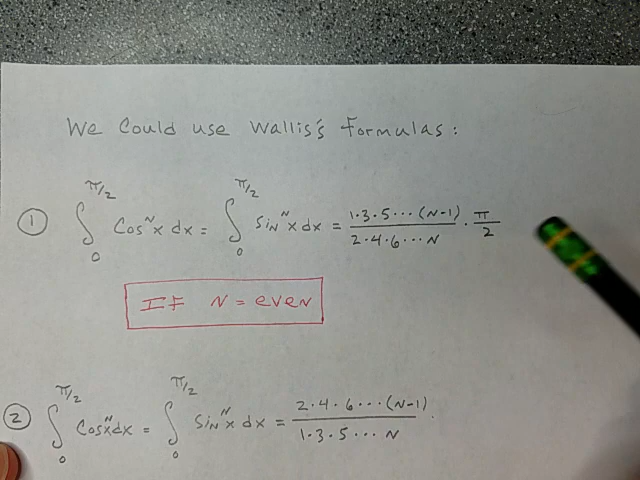 We Could use Wallis's Formulas:
① ∫₀^(π/2) Cosᴺx dx = ∫₀^(π/2) Sinᴺx dx = (1·3·5···(N-1))/(2·4·6···N) · π/2
IF N = even
② ∫₀^(π/2) Cosᴺx dx = ∫₀^(π/2) Sinᴺx dx = (2·4·6···(N-1))/(1·3·5···N) ·